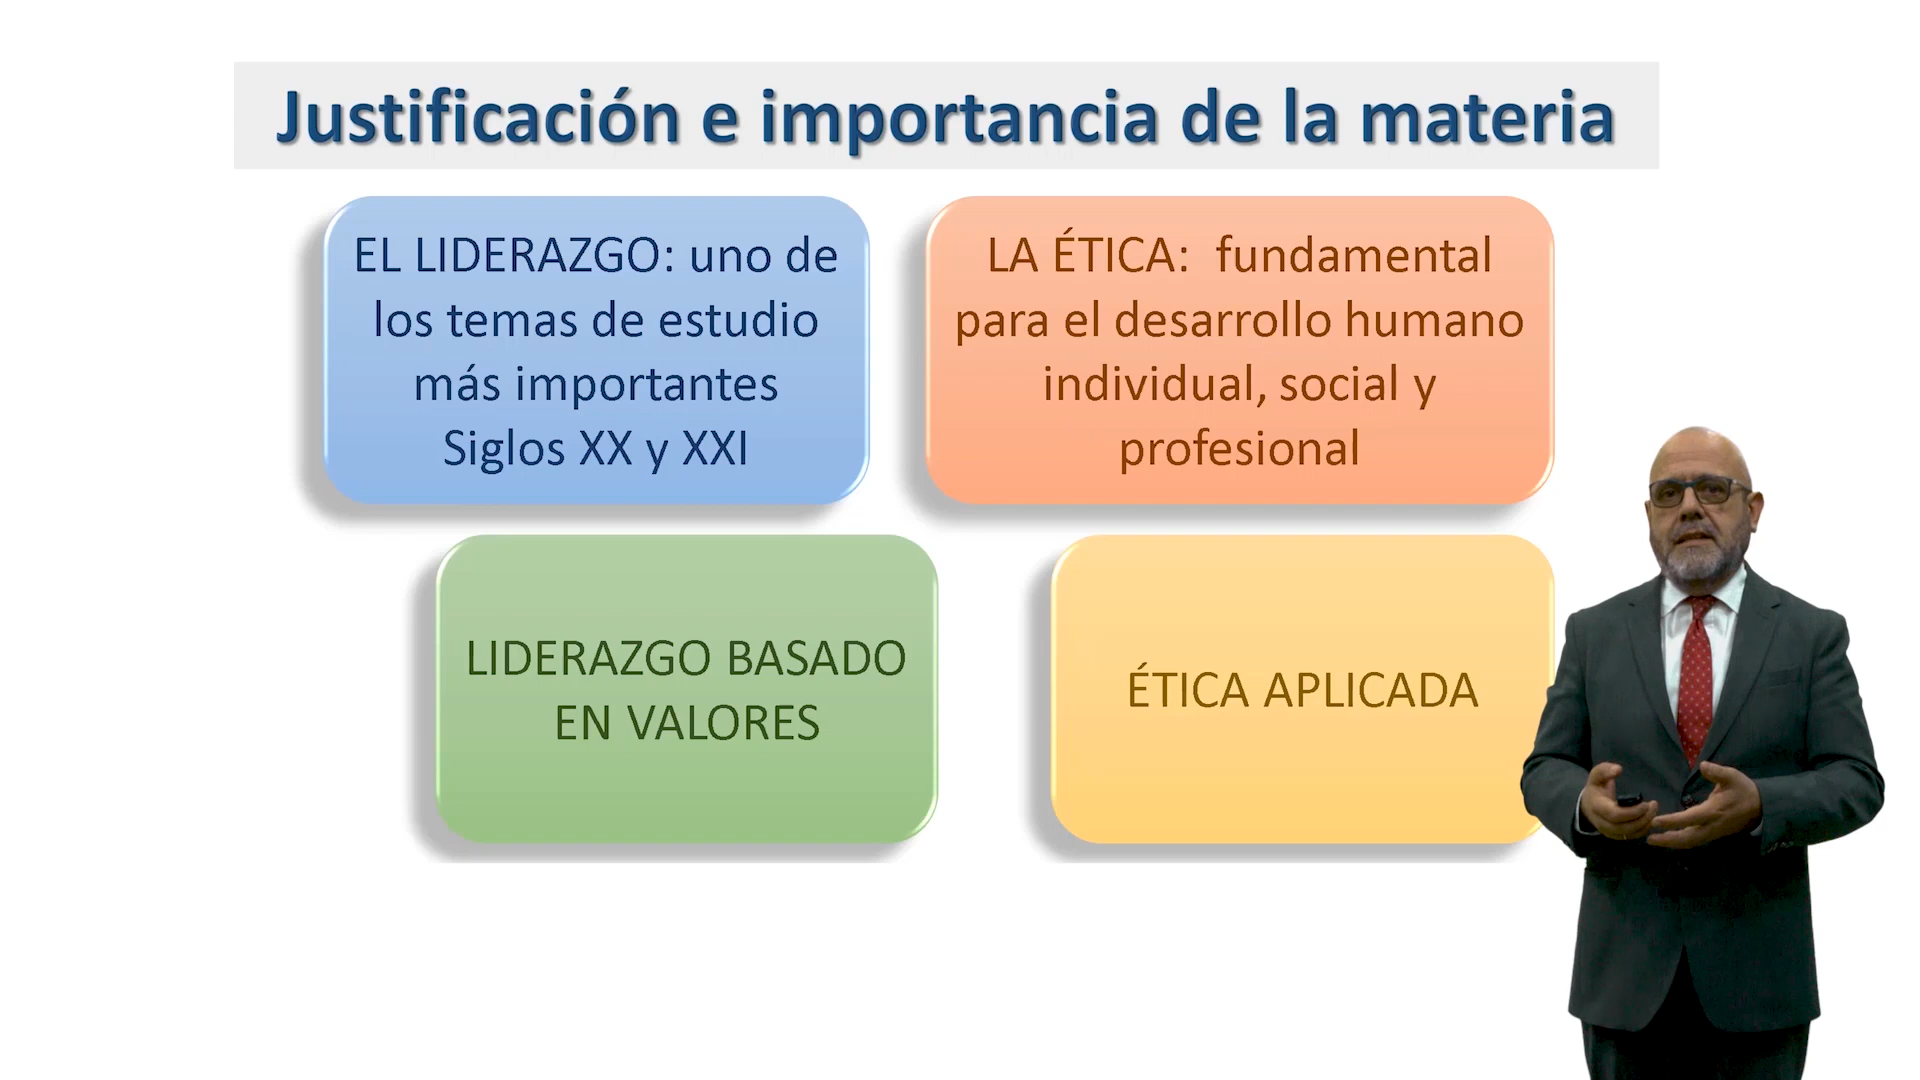 Justificación e importancia de la materia
EL LIDERAZGO: uno de
los temas de estudio
más importantes
Siglos XX y XXI
LA ÉTICA:  fundamental
para el desarrollo humano
individual, social y
profesional
LIDERAZGO BASADO
EN VALORES
ÉTICA APLICADA